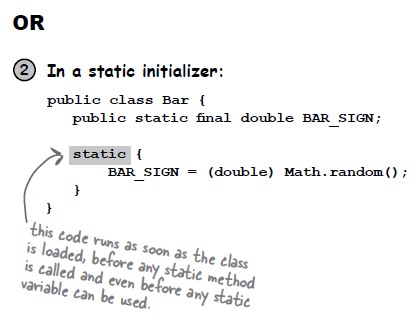 OR
2 In a static initializer:
public class Bar {
public static final double BAR_SIGN;
static {
BAR_SIGN = (double) Math.random();
}
}
this code runs as soon as the class
is loaded, before any static method
is called and even before any static
variable can be used.